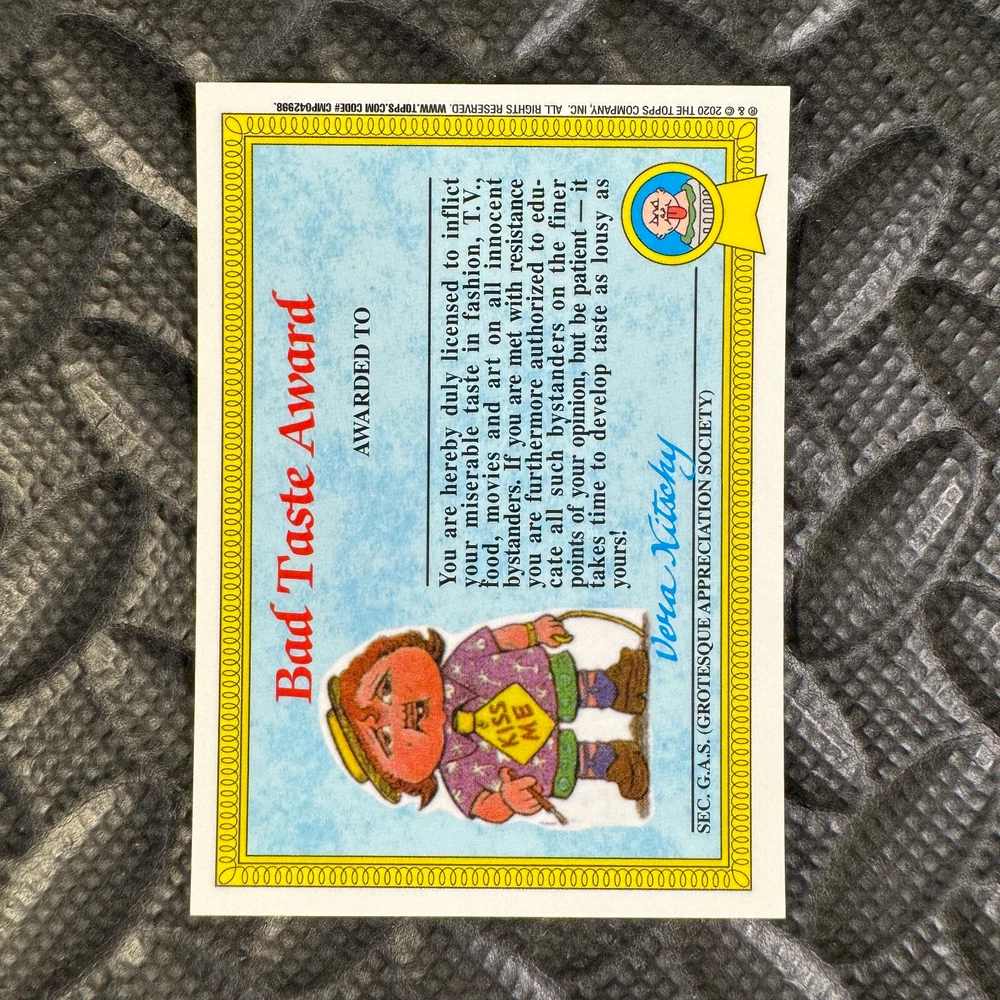 Bad Taste Award
AWARDED TO
You are hereby duly licensed to inflict
your miserable taste in fashion, T.V.,
food, movies and art on all innocent
bystanders. If you are met with resistance
you are furthermore authorized to edu-
cate all such bystanders on the finer
points of your opinion, but be patient — it
takes time to develop taste as lousy as
yours!
KISS
ME
Vera Kitschy
SEC. G.A.S. (GROTESQUE APPRECIATION SOCIETY)
® & © 2020 THE TOPPS COMPANY, INC. ALL RIGHTS RESERVED. WWW.TOPPS.COM CODE# CMP042998.